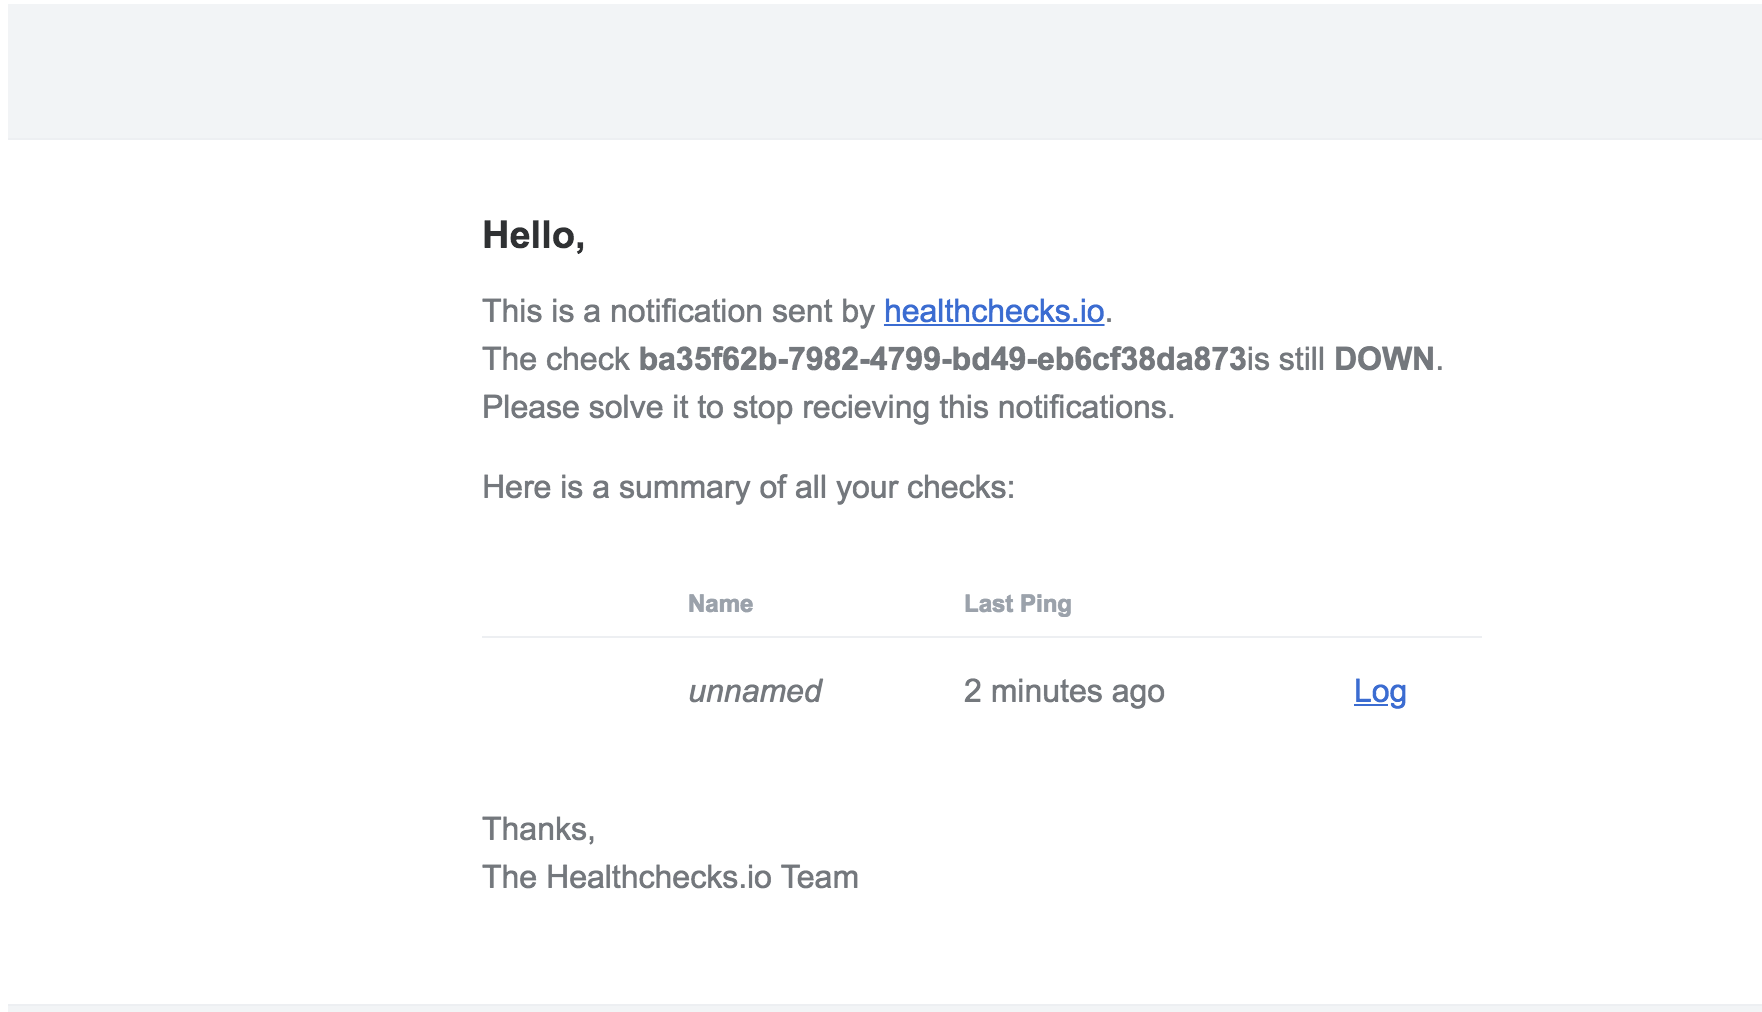 Hello,
This is a notification sent by healthchecks.io.
The check ba35f62b-7982-4799-bd49-eb6cf38da873is still DOWN.
Please solve it to stop recieving this notifications.
Here is a summary of all your checks:
Name Last Ping
unnamed 2 minutes ago Log
Thanks,
The Healthchecks.io Team